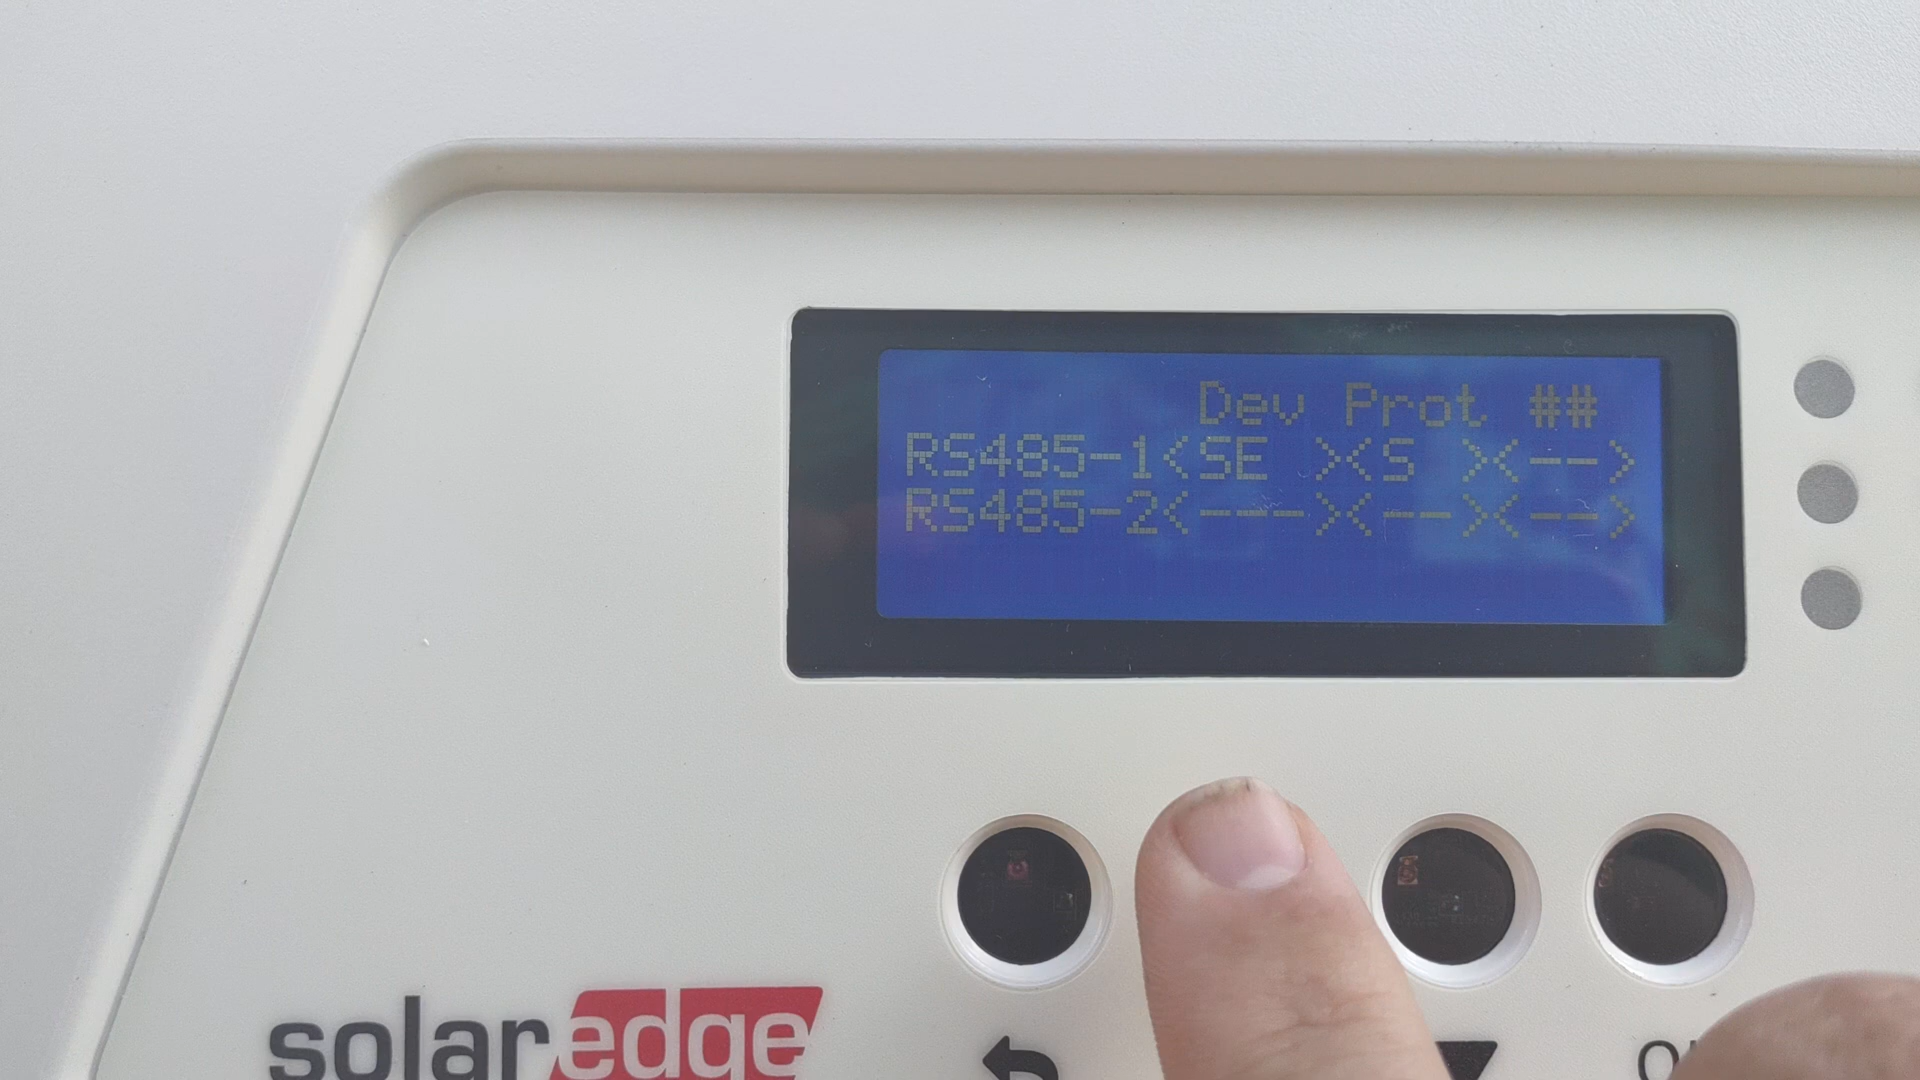 Dev Prot ##
RS485-1<SE ><S ><-->
RS485-2<---><--><-->
solaredge